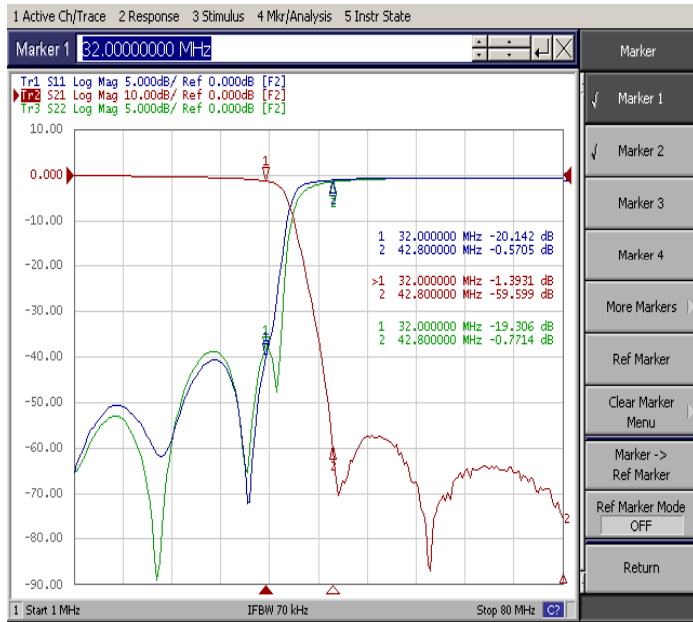 1 Active Ch/Trace 2 Response 3 Stimulus 4 Mkr/Analysis 5 Instr State
Marker 1 32.00000000 MHz
Marker
Tr1 S11 Log Mag 5.000dB/ Ref 0.000dB [F2]
Tr2 S21 Log Mag 10.00dB/ Ref 0.000dB [F2]
Tr3 S22 Log Mag 5.000dB/ Ref 0.000dB [F2]
10.00
0.000
-10.00
-20.00
-30.00
-40.00
-50.00
-60.00
-70.00
-80.00
-90.00
1
2
1
2
2
1 32.000000 MHz -20.142 dB
2 42.800000 MHz -0.5705 dB
>1 32.000000 MHz -1.3931 dB
2 42.800000 MHz -59.599 dB
1 32.000000 MHz -19.306 dB
2 42.800000 MHz -0.7714 dB
1 Start 1 MHz IFBW 70 kHz Stop 80 MHz C?
√ Marker 1
√ Marker 2
Marker 3
Marker 4
More Markers
Ref Marker
Clear Marker
Menu
Marker ->
Ref Marker
Ref Marker Mode
OFF
Return